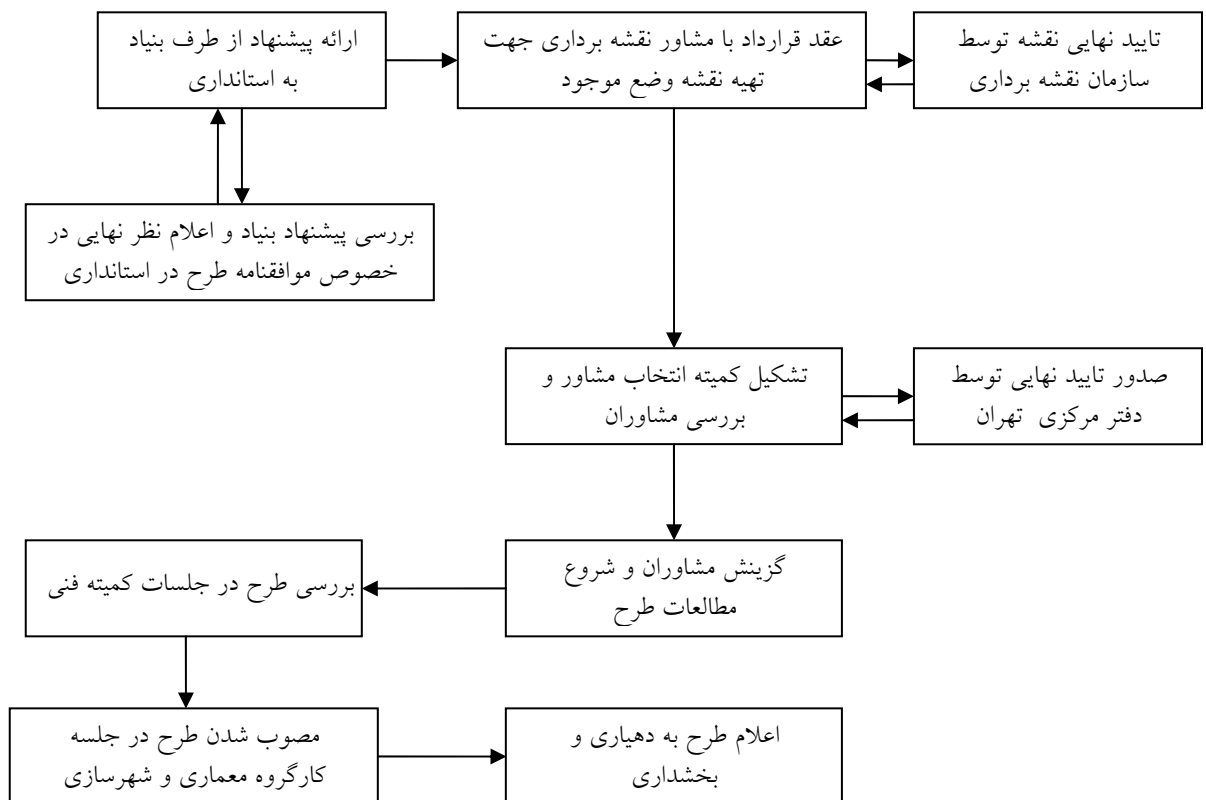 ارائه پیشنهاد از طرف بنیاد
به استانداری
عقد قرارداد با مشاور نقشه برداری جهت
تهیه نقشه وضع موجود
تایید نهایی نقشه توسط
سازمان نقشه برداری
بررسی پیشنهاد بنیاد و اعلام نظر نهایی در
خصوص موافقنامه طرح در استانداری
تشکیل کمیته انتخاب مشاور و
بررسی مشاوران
صدور تایید نهایی توسط
دفتر مرکزی تهران
گزینش مشاوران و شروع
مطالعات طرح
بررسی طرح در جلسات کمیته فنی
مصوب شدن طرح در جلسه
کارگروه معماری و شهرسازی
اعلام طرح به دهیاری و
بخشداری